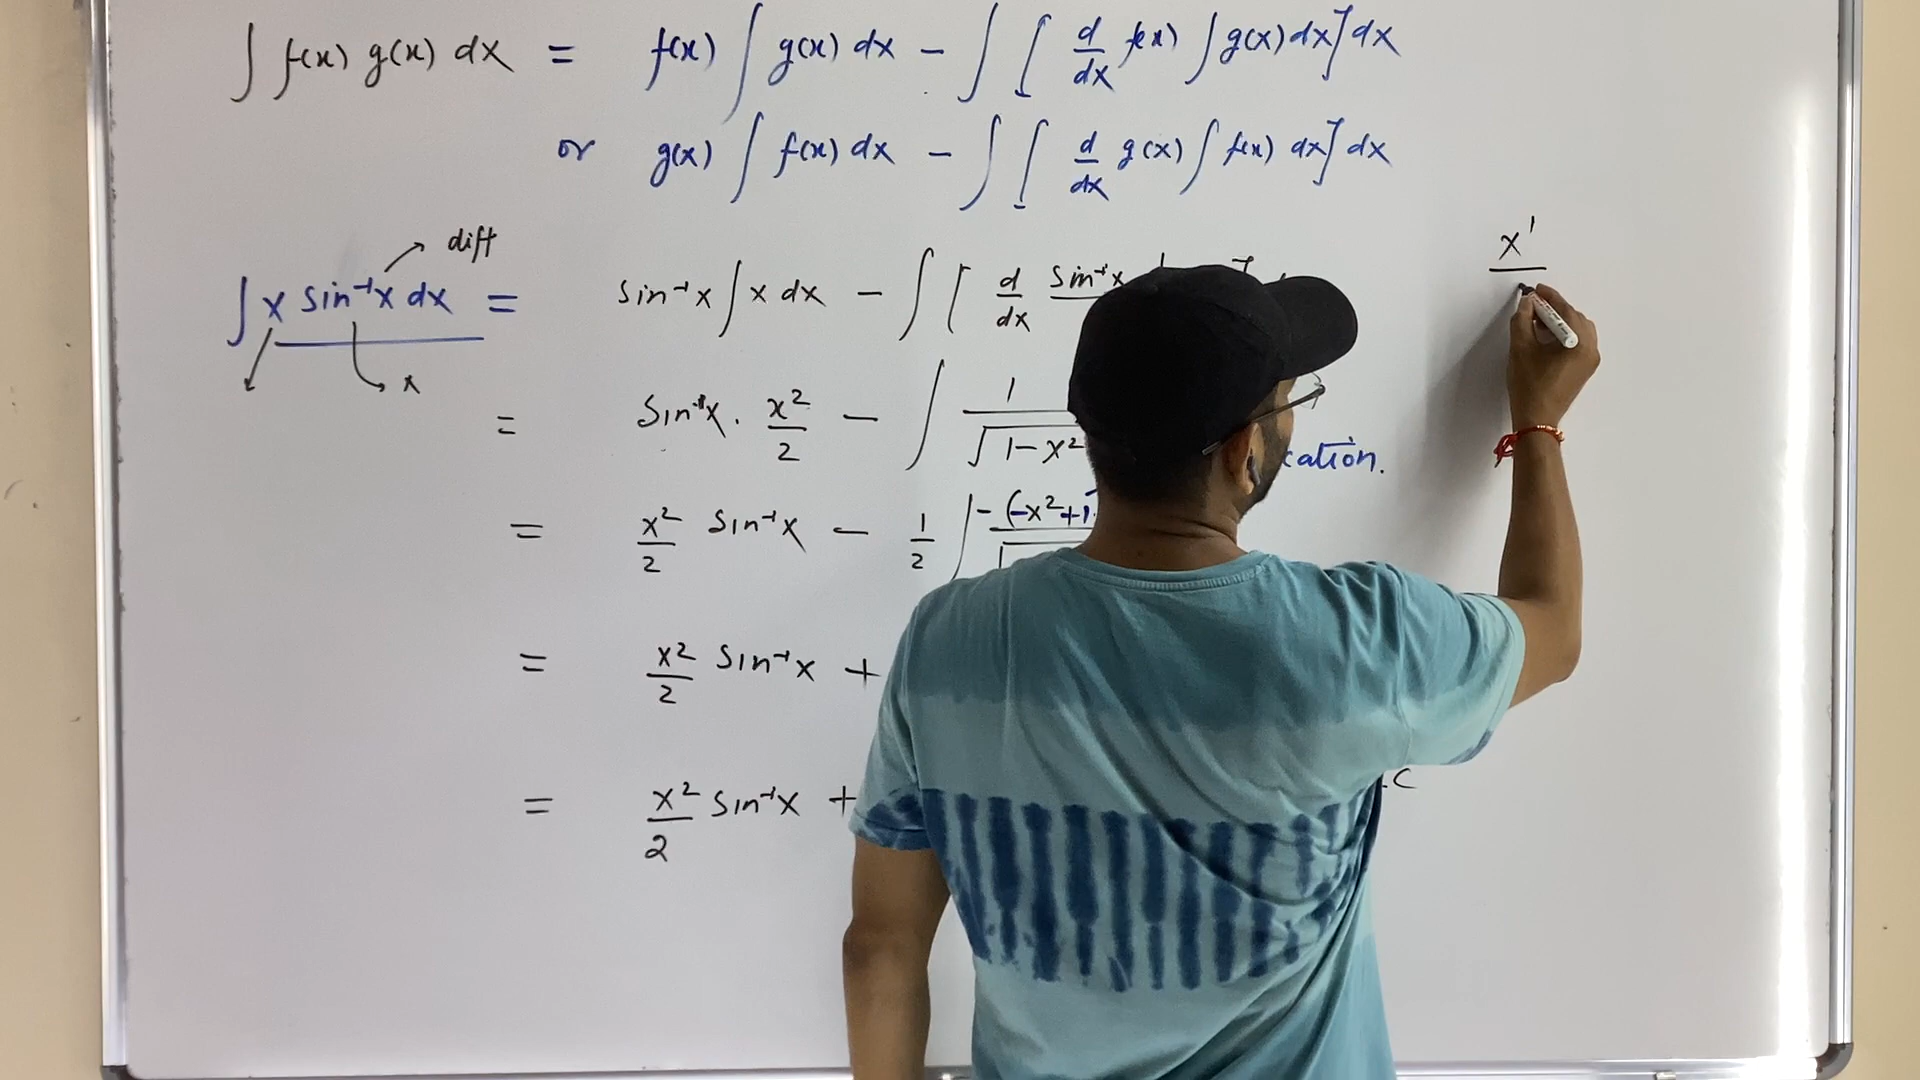 ∫ f(x) g(x) dx = f(x) ∫ g(x) dx − ∫ [ d/dx f(x) ∫ g(x) dx ] dx
or g(x) ∫ f(x) dx − ∫ [ d/dx g(x) ∫ f(x) dx ] dx
x¹
diff
∫ x sin⁻¹x dx = sin⁻¹x ∫ x dx − ∫ [ d/dx sin⁻¹x
x
= sin⁻¹x . x²/2 − ∫ 1/√1−x²
cation.
= x²/2 sin⁻¹x − 1/2 ∫ −(−x²+1
= x²/2 sin⁻¹x +
= x²/2 sin⁻¹x + C